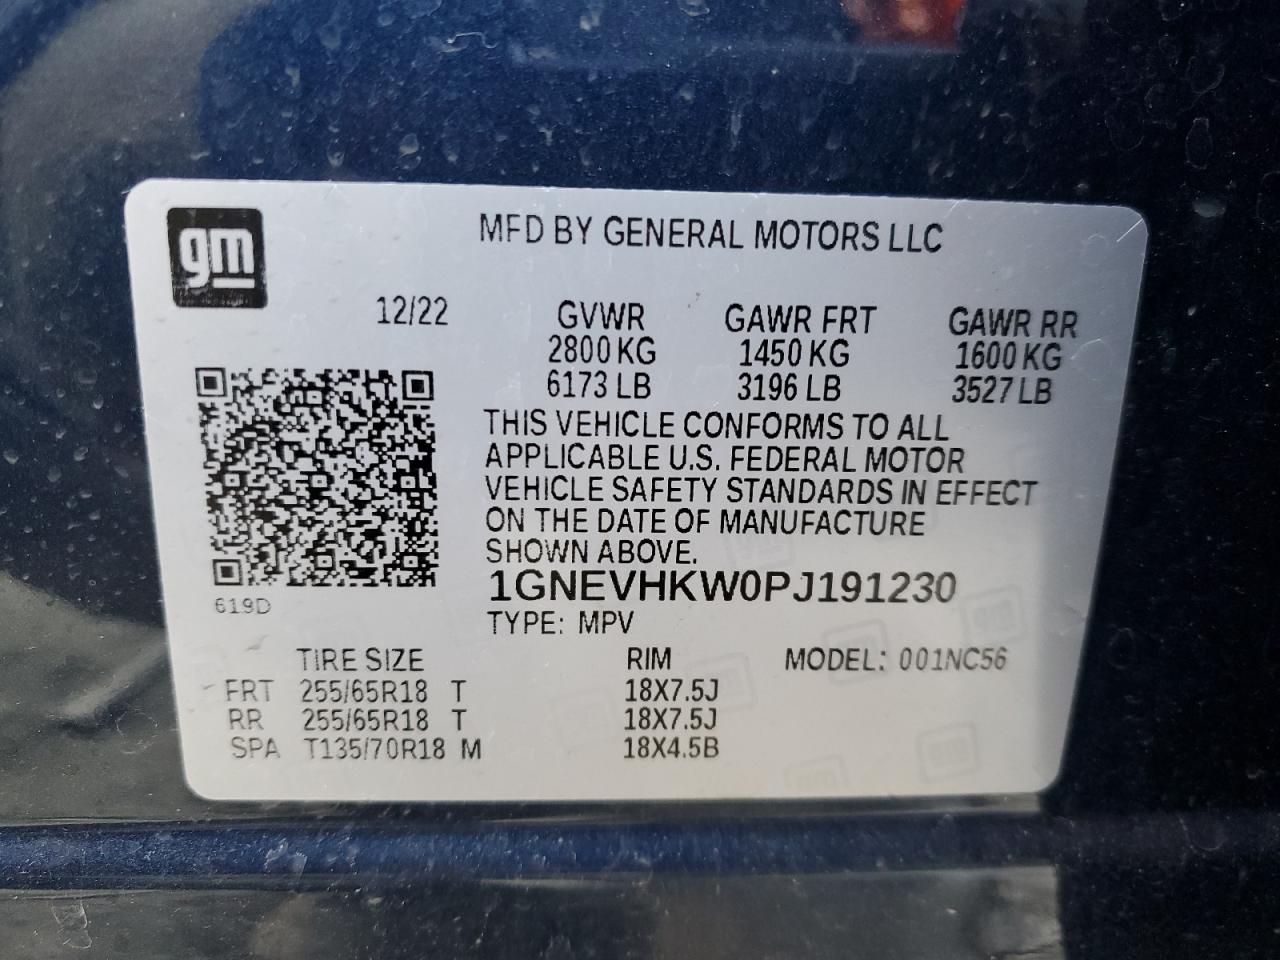 gm
MFD BY GENERAL MOTORS LLC
12/22 GVWR GAWR FRT GAWR RR
2800 KG 1450 KG 1600 KG
6173 LB 3196 LB 3527 LB
THIS VEHICLE CONFORMS TO ALL
APPLICABLE U.S. FEDERAL MOTOR
VEHICLE SAFETY STANDARDS IN EFFECT
ON THE DATE OF MANUFACTURE
SHOWN ABOVE.
1GNEVHKW0PJ191230
619D
TYPE: MPV
TIRE SIZE RIM MODEL: 001NC56
FRT 255/65R18 T 18X7.5J
RR 255/65R18 T 18X7.5J
SPA T135/70R18 M 18X4.5B